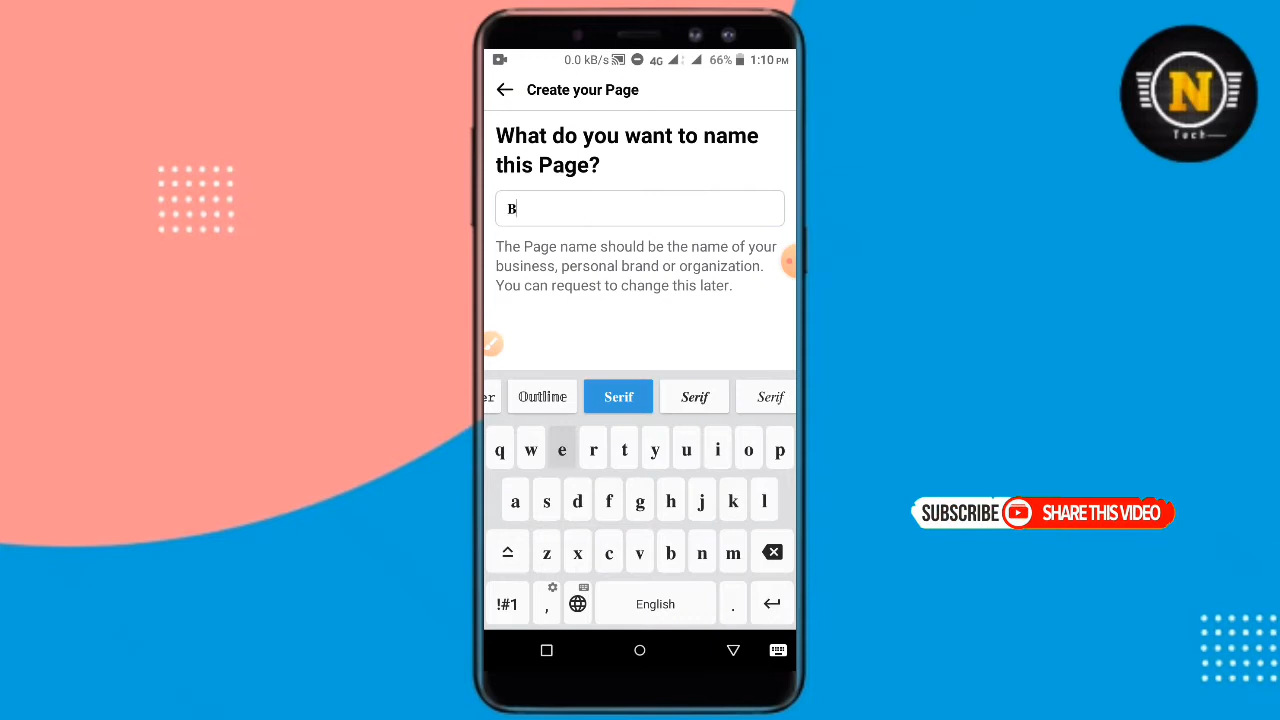 0.0 kB/s 4G 66% 1:10 PM
Create your Page
What do you want to name
this Page?
B
The Page name should be the name of your
business, personal brand or organization.
You can request to change this later.
er Outline Serif Serif Serif
q w e r t y u i o p
a s d f g h j k l
z x c v b n m
!#1 , English .
N
Tech
SUBSCRIBE SHARE THIS VIDEO